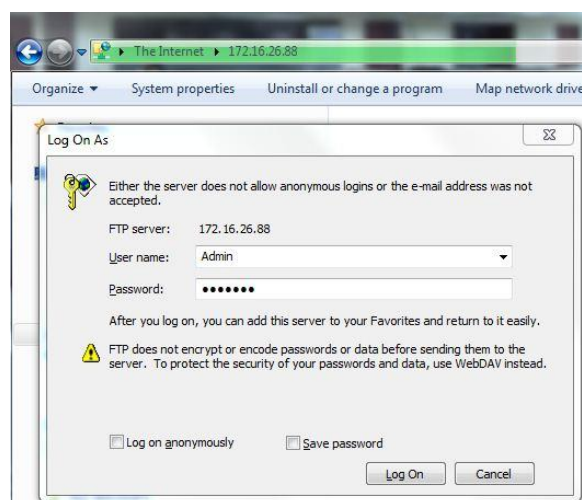 The Internet 172.16.26.88
Organize System properties Uninstall or change a program Map network drive
Log On As
Either the server does not allow anonymous logins or the e-mail address was not
accepted.
FTP server: 172.16.26.88
User name: Admin
Password:
After you log on, you can add this server to your Favorites and return to it easily.
FTP does not encrypt or encode passwords or data before sending them to the
server. To protect the security of your passwords and data, use WebDAV instead.
Log on anonymously Save password
Log On Cancel